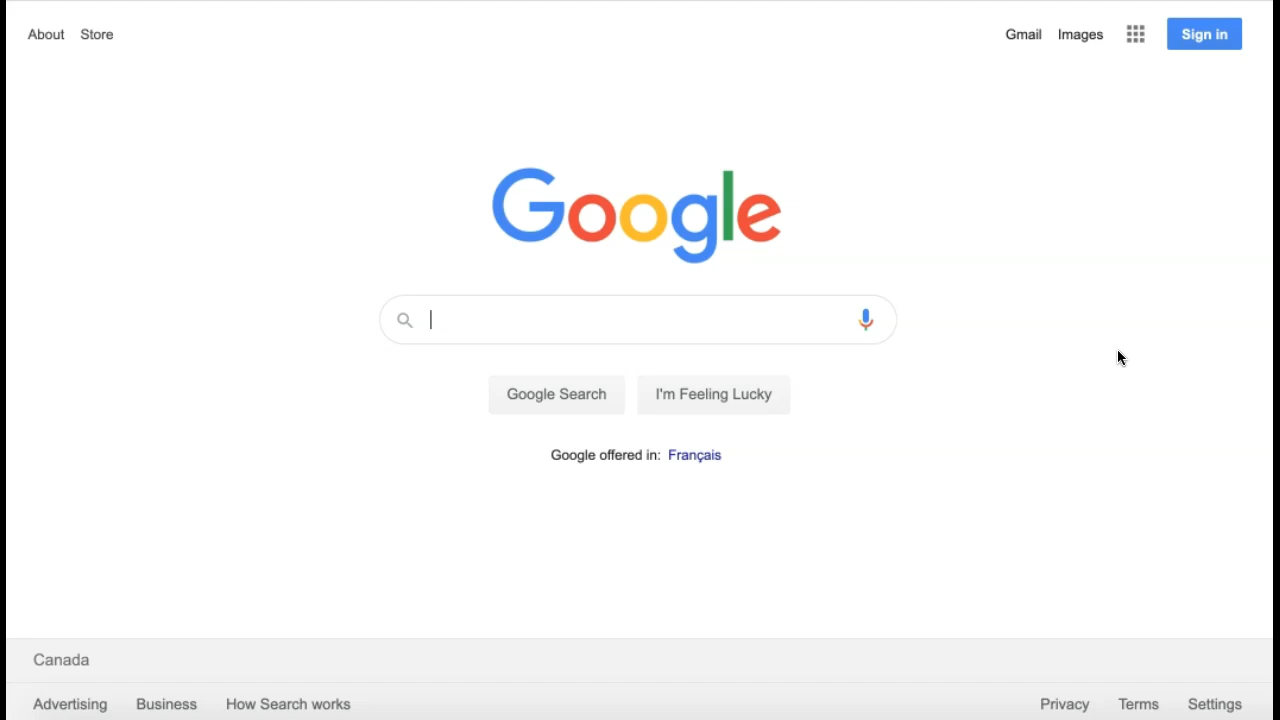 About Store Gmail Images Sign in
Google
Google Search I'm Feeling Lucky
Google offered in: Français
Canada
Advertising Business How Search works Privacy Terms Settings